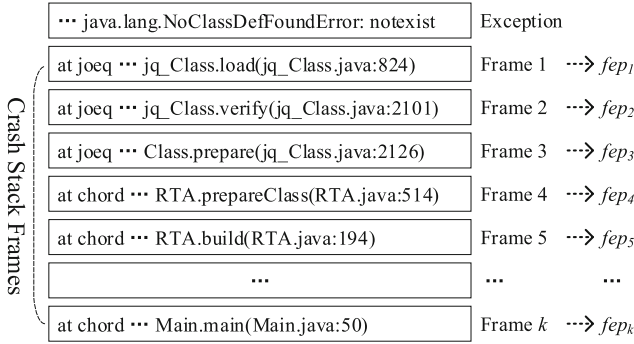 ⋯ java.lang.NoClassDefFoundError: notexist Exception
at joeq ⋯ jq_Class.load(jq_Class.java:824) Frame 1 ⇢ fep1
at joeq ⋯ jq_Class.verify(jq_Class.java:2101) Frame 2 ⇢ fep2
at joeq ⋯ Class.prepare(jq_Class.java:2126) Frame 3 ⇢ fep3
at chord ⋯ RTA.prepareClass(RTA.java:514) Frame 4 ⇢ fep4
at chord ⋯ RTA.build(RTA.java:194) Frame 5 ⇢ fep5
⋯ ⋯ ⋯
at chord ⋯ Main.main(Main.java:50) Frame k ⇢ fepk
Crash Stack Frames